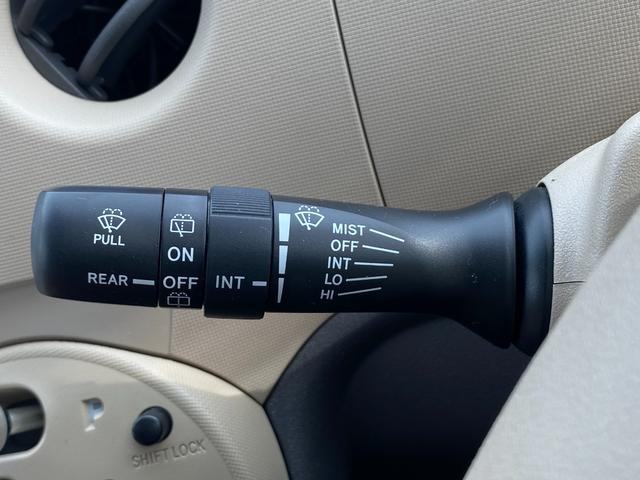 PULL
REAR
ON
OFF
INT
MIST
OFF
INT
LO
HI
P
SHIFT LOCK